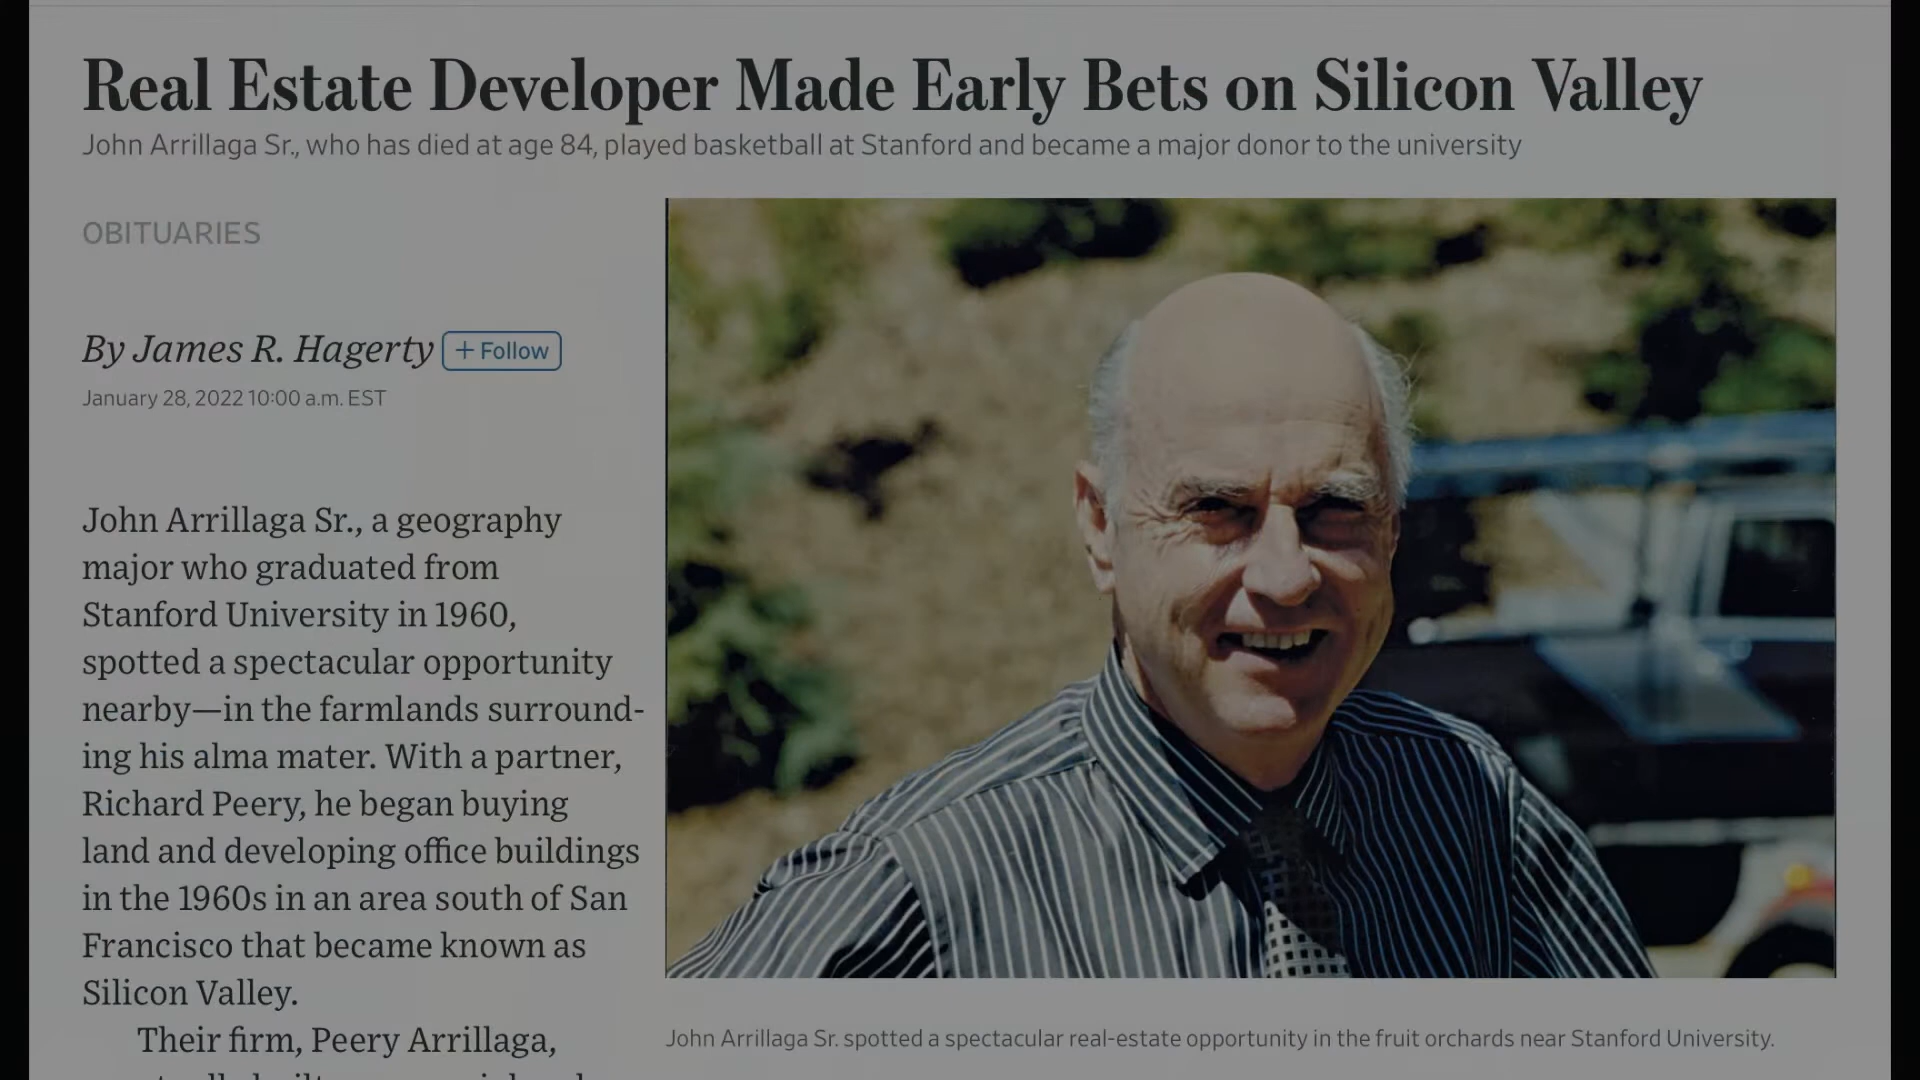 Real Estate Developer Made Early Bets on Silicon Valley
John Arrillaga Sr., who has died at age 84, played basketball at Stanford and became a major donor to the university
OBITUARIES
By James R. Hagerty + Follow
January 28, 2022 10:00 a.m. EST
John Arrillaga Sr., a geography
major who graduated from
Stanford University in 1960,
spotted a spectacular opportunity
nearby—in the farmlands surround-
ing his alma mater. With a partner,
Richard Peery, he began buying
land and developing office buildings
in the 1960s in an area south of San
Francisco that became known as
Silicon Valley.
Their firm, Peery Arrillaga,
John Arrillaga Sr. spotted a spectacular real-estate opportunity in the fruit orchards near Stanford University.